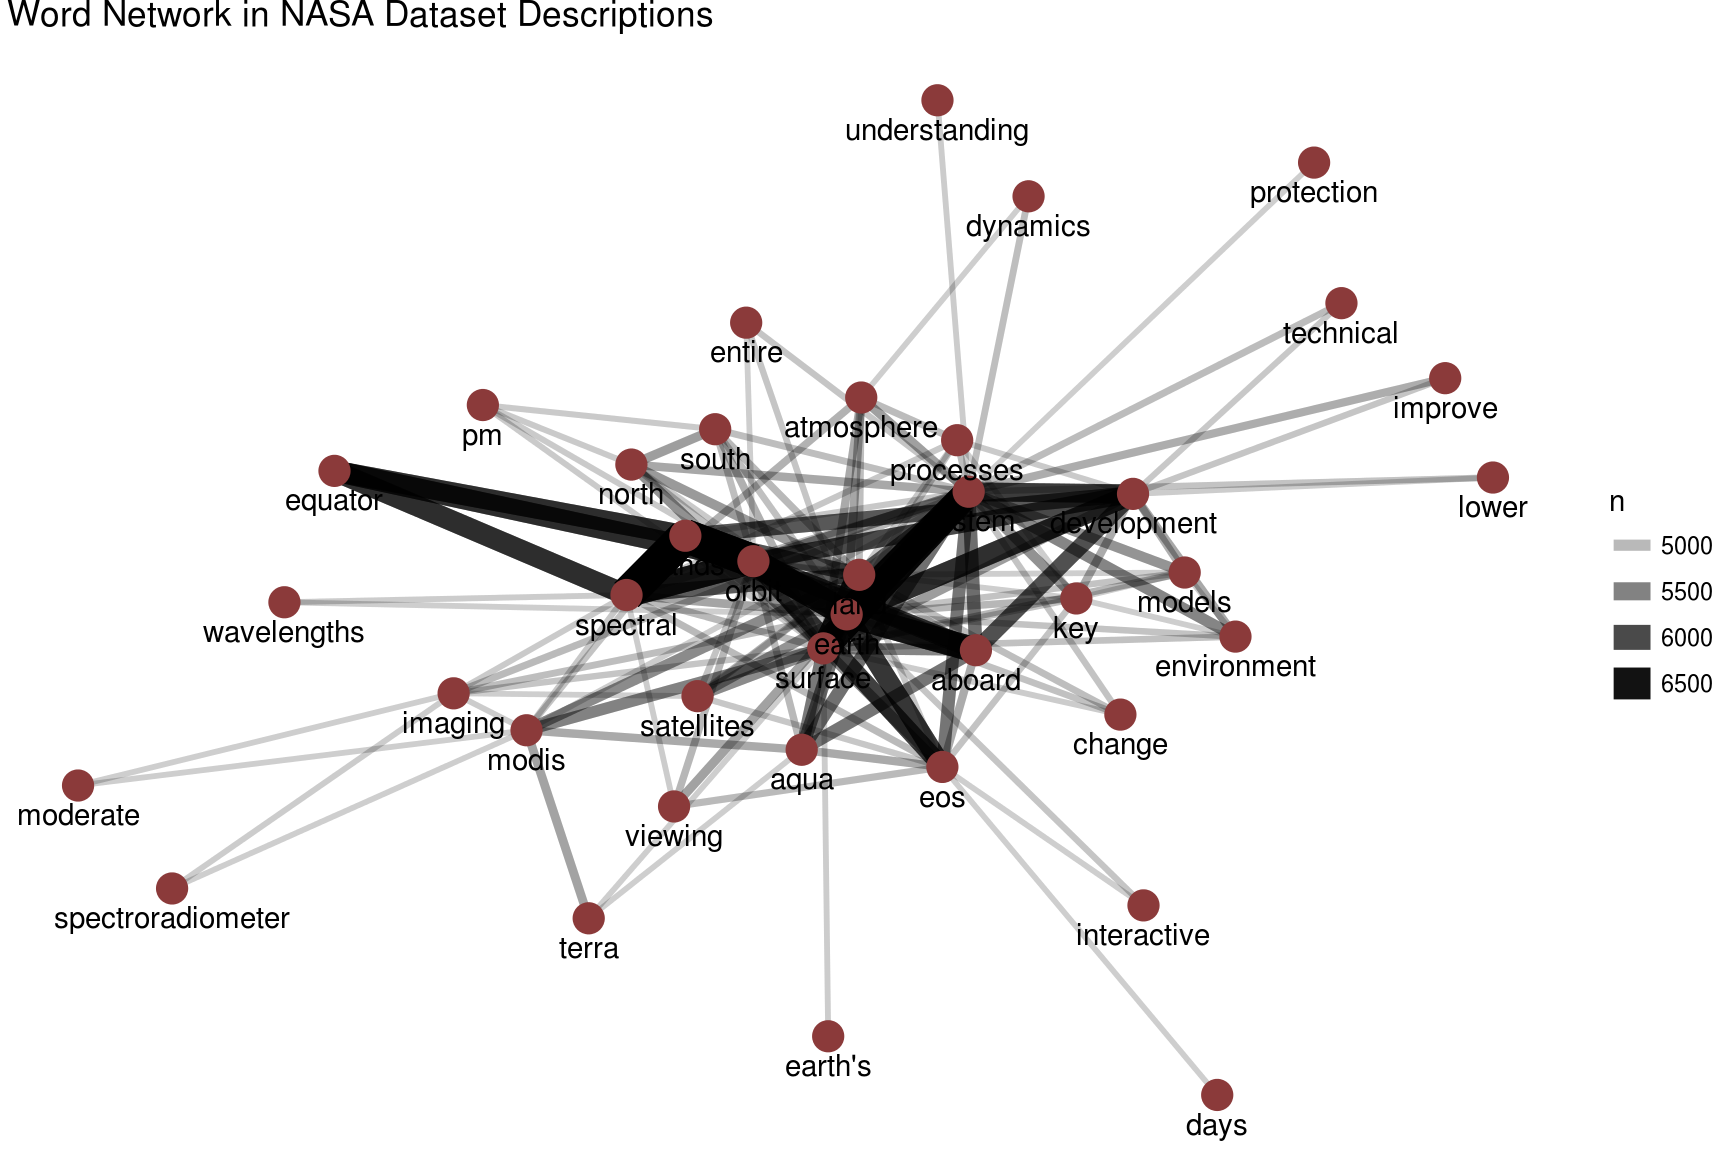 Word Network in NASA Dataset Descriptions
understanding
protection
dynamics
technical
entire
improve
atmosphere
pm
south
processes
north
equator
lower
n
development
5000
orbit
5500
models
wavelengths
spectral
key
6000
earth
environment
surface
aboard
6500
imaging
satellites
change
modis
aqua
eos
moderate
viewing
spectroradiometer
interactive
terra
earth's
days